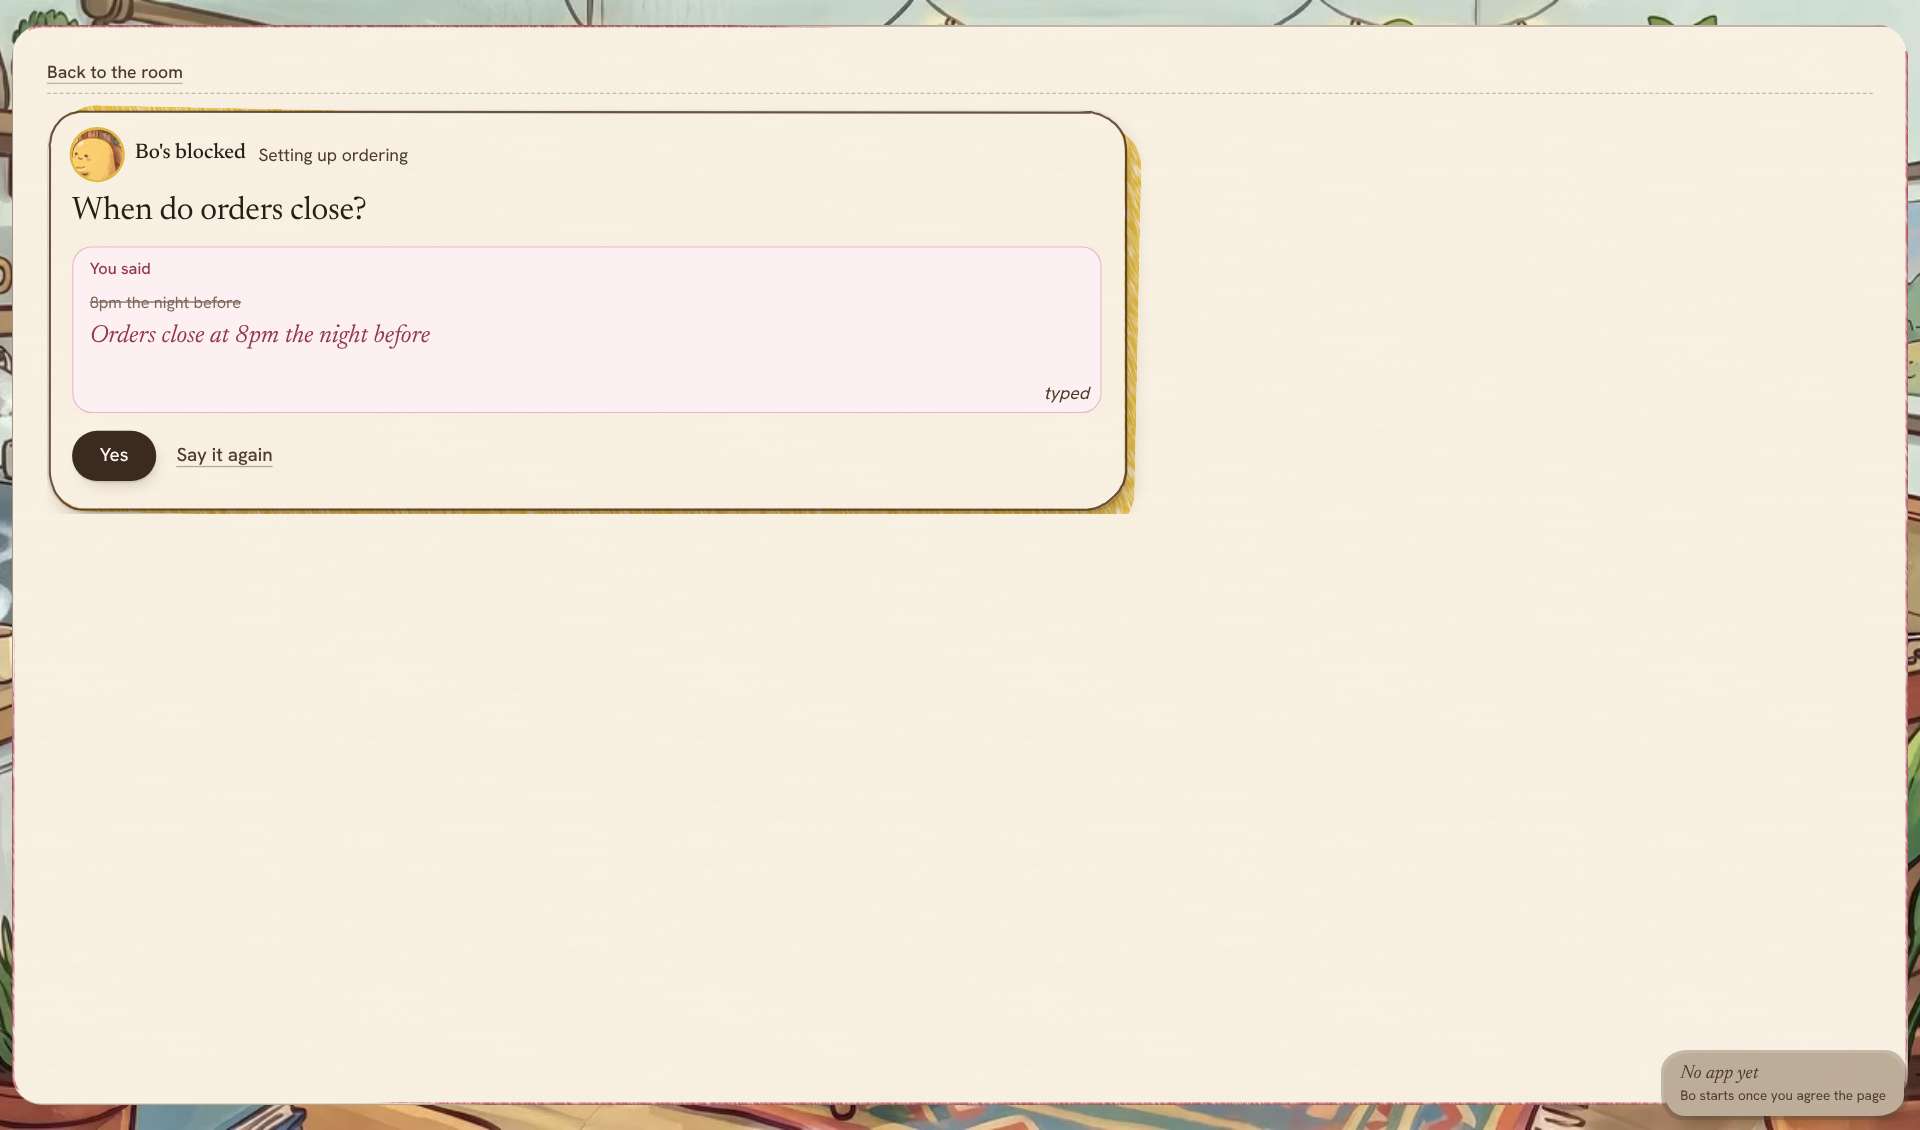 Back to the room
Bo's blocked Setting up ordering
When do orders close?
You said
8pm the night before
Orders close at 8pm the night before
typed
Yes Say it again
No app yet
Bo starts once you agree the page